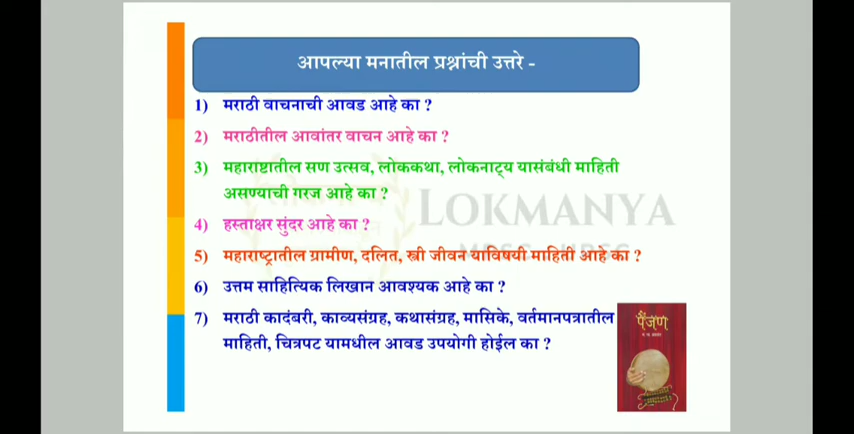 आपल्या मनातील प्रश्नांची उत्तरे -
1) मराठी वाचनाची आवड आहे का ?
2) मराठीतील आवांतर वाचन आहे का ?
3) महाराष्टातील सण उत्सव, लोककथा, लोकनाट्य यासंबंधी माहिती
असण्याची गरज आहे का ?
LOKMANYA
4) हस्ताक्षर सुंदर आहे का ?
5) महाराष्ट्रातील ग्रामीण, दलित, स्त्री जीवन याविषयी माहिती आहे का ?
6) उत्तम साहित्यिक लिखान आवश्यक आहे का ?
7) मराठी कादंबरी, काव्यसंग्रह, कथासंग्रह, मासिके, वर्तमानपत्रातील
माहिती, चित्रपट यामधील आवड उपयोगी होईल का ?
पैंजण